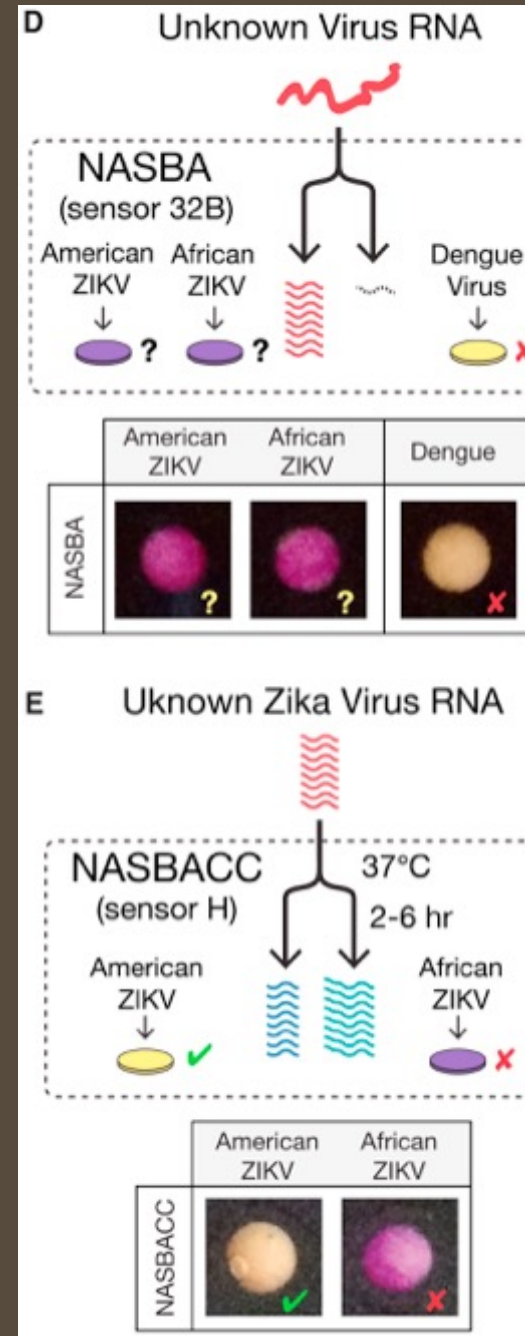 D
Unknown Virus RNA
NASBA
(sensor 32B)
American African
ZIKV ZIKV
? ?
Dengue
Virus
American
ZIKV
African
ZIKV
Dengue
NASBA
? ?
E
Uknown Zika Virus RNA
NASBACC
(sensor H)
37°C
2-6 hr
American
ZIKV
African
ZIKV
American
ZIKV
African
ZIKV
NASBACC